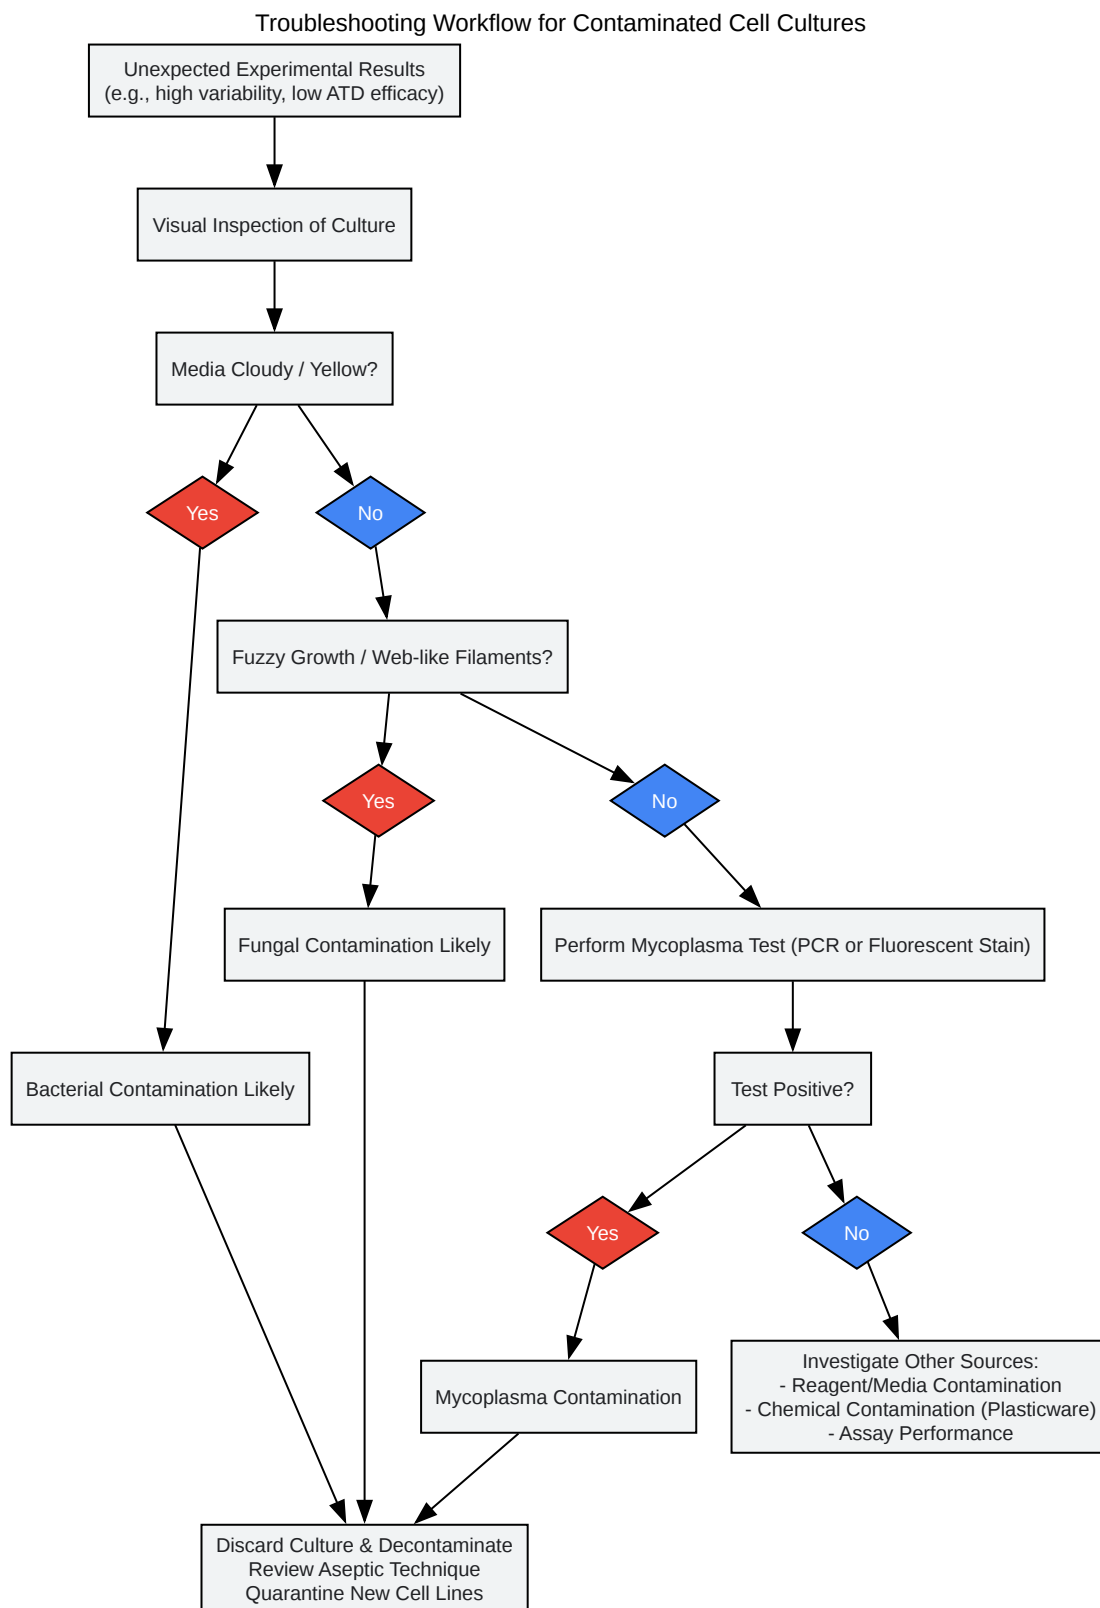 Troubleshooting Workflow for Contaminated Cell Cultures
Unexpected Experimental Results
(e.g., high variability, low ATD efficacy)
Visual Inspection of Culture
Media Cloudy / Yellow?
Yes
No
Fuzzy Growth / Web-like Filaments?
Yes
No
Fungal Contamination Likely
Perform Mycoplasma Test (PCR or Fluorescent Stain)
Bacterial Contamination Likely
Test Positive?
Yes
No
Investigate Other Sources:
- Reagent/Media Contamination
- Chemical Contamination (Plasticware)
- Assay Performance
Mycoplasma Contamination
Discard Culture & Decontaminate
Review Aseptic Technique
Quarantine New Cell Lines